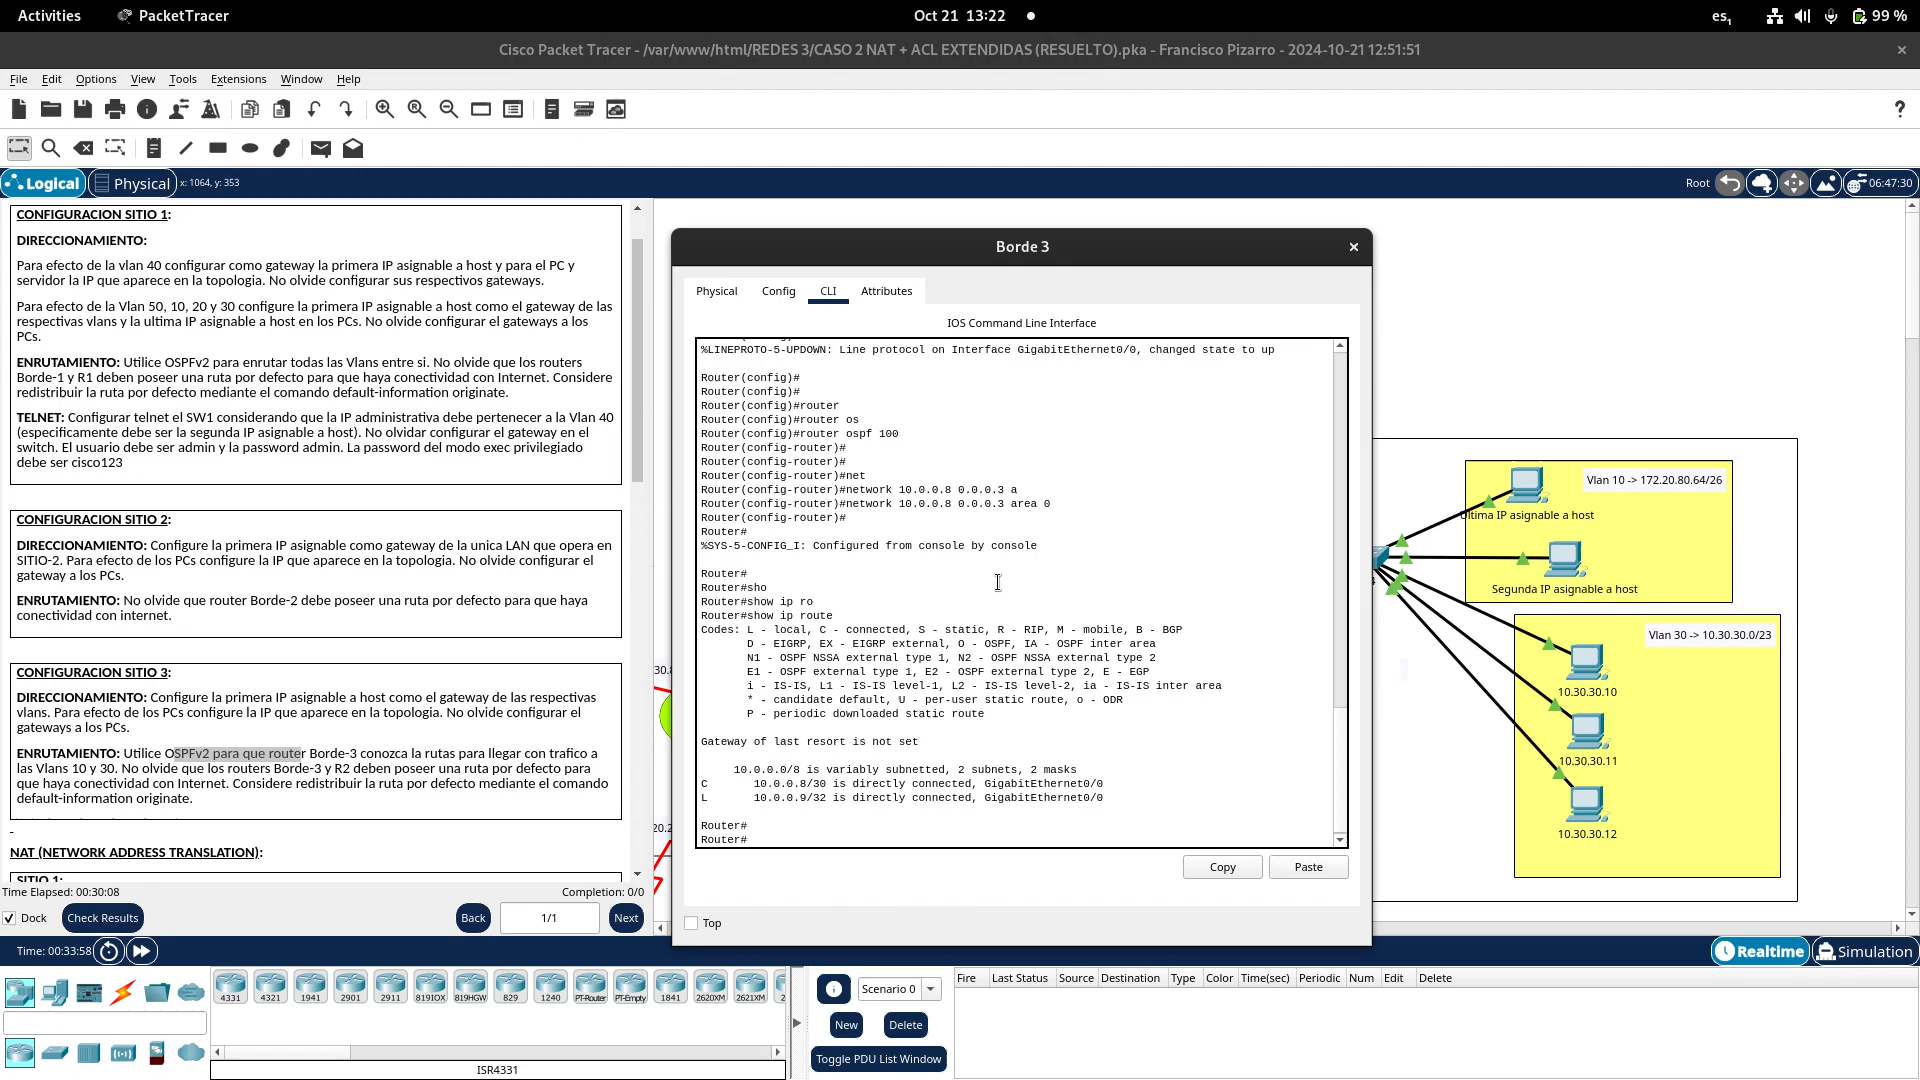 Activities
PacketTracer
Oct 21 13:22
es1
99 %
Cisco Packet Tracer - /var/www/html/REDES 3/CASO 2 NAT + ACL EXTENDIDAS (RESUELTO).pka - Francisco Pizarro - 2024-10-21 12:51:51
File Edit Options View Tools Extensions Window Help
Logical
Physical
x: 1064, y: 353
Root
06:47:30
CONFIGURACION SITIO 1:
DIRECCIONAMIENTO:
Para efecto de la vlan 40 configurar como gateway la primera IP asignable a host y para el PC y
servidor la IP que aparece en la topologia. No olvide configurar sus respectivos gateways.
Para efecto de la Vlan 50, 10, 20 y 30 configure la primera IP asignable a host como el gateway de las
respectivas vlans y la ultima IP asignable a host en los PCs. No olvide configurar el gateways a los
PCs.
ENRUTAMIENTO: Utilice OSPFv2 para enrutar todas las Vlans entre si. No olvide que los routers
Borde-1 y R1 deben poseer una ruta por defecto para que haya conectividad con Internet. Considere
redistribuir la ruta por defecto mediante el comando default-information originate.
TELNET: Configurar telnet el SW1 considerando que la IP administrativa debe pertenecer a la Vlan 40
(especificamente debe ser la segunda IP asignable a host). No olvidar configurar el gateway en el
switch. El usuario debe ser admin y la password admin. La password del modo exec privilegiado
debe ser cisco123
CONFIGURACION SITIO 2:
DIRECCIONAMIENTO: Configure la primera IP asignable como gateway de la unica LAN que opera en
SITIO-2. Para efecto de los PCs configure la IP que aparece en la topologia. No olvide configurar el
gateway a los PCs.
ENRUTAMIENTO: No olvide que router Borde-2 debe poseer una ruta por defecto para que haya
conectividad con internet.
CONFIGURACION SITIO 3:
DIRECCIONAMIENTO: Configure la primera IP asignable a host como el gateway de las respectivas
vlans. Para efecto de los PCs configure la IP que aparece en la topologia. No olvide configurar el
gateways a los PCs.
ENRUTAMIENTO: Utilice OSPFv2 para que router Borde-3 conozca la rutas para llegar con trafico a
las Vlans 10 y 30. No olvide que los routers Borde-3 y R2 deben poseer una ruta por defecto para
que haya conectividad con Internet. Considere redistribuir la ruta por defecto mediante el comando
default-information originate.
-
NAT (NETWORK ADDRESS TRANSLATION):
SITIO 1:
Time Elapsed: 00:30:08
Completion: 0/0
Dock
Check Results
Back
1/1
Next
Borde 3
Physical Config CLI Attributes
IOS Command Line Interface
%LINEPROTO-5-UPDOWN: Line protocol on Interface GigabitEthernet0/0, changed state to up
Router(config)#
Router(config)#
Router(config)#router
Router(config)#router os
Router(config)#router ospf 100
Router(config-router)#
Router(config-router)#
Router(config-router)#net
Router(config-router)#network 10.0.0.8 0.0.0.3 a
Router(config-router)#network 10.0.0.8 0.0.0.3 area 0
Router(config-router)#
Router#
%SYS-5-CONFIG_I: Configured from console by console
Router#
Router#sho
Router#show ip ro
Router#show ip route
Codes: L - local, C - connected, S - static, R - RIP, M - mobile, B - BGP
D - EIGRP, EX - EIGRP external, O - OSPF, IA - OSPF inter area
N1 - OSPF NSSA external type 1, N2 - OSPF NSSA external type 2
E1 - OSPF external type 1, E2 - OSPF external type 2, E - EGP
i - IS-IS, L1 - IS-IS level-1, L2 - IS-IS level-2, ia - IS-IS inter area
* - candidate default, U - per-user static route, o - ODR
P - periodic downloaded static route
Gateway of last resort is not set
10.0.0.0/8 is variably subnetted, 2 subnets, 2 masks
C 10.0.0.8/30 is directly connected, GigabitEthernet0/0
L 10.0.0.9/32 is directly connected, GigabitEthernet0/0
Router#
Router#
Copy
Paste
Top
30.8
20.2
Vlan 10 -> 172.20.80.64/26
Ultima IP asignable a host
Segunda IP asignable a host
Vlan 30 -> 10.30.30.0/23
10.30.30.10
10.30.30.11
10.30.30.12
Time: 00:33:58
Realtime
Simulation
4331 4321 1941 2901 2911 819IOX 819HGW 829 1240 PT-Router PT-Empty 1841 2620XM 2621XM 2
ISR4331
Scenario 0
New
Delete
Toggle PDU List Window
Fire Last Status Source Destination Type Color Time(sec) Periodic Num Edit Delete